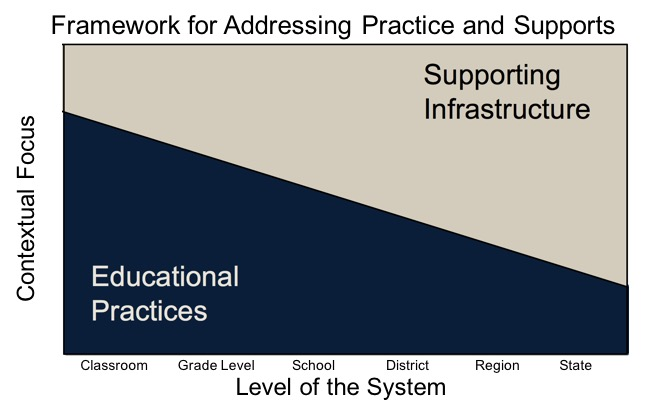 Framework for Addressing Practice and Supports
Supporting
Infrastructure
Contextual Focus
Educational
Practices
Classroom Grade Level School District Region State
Level of the System